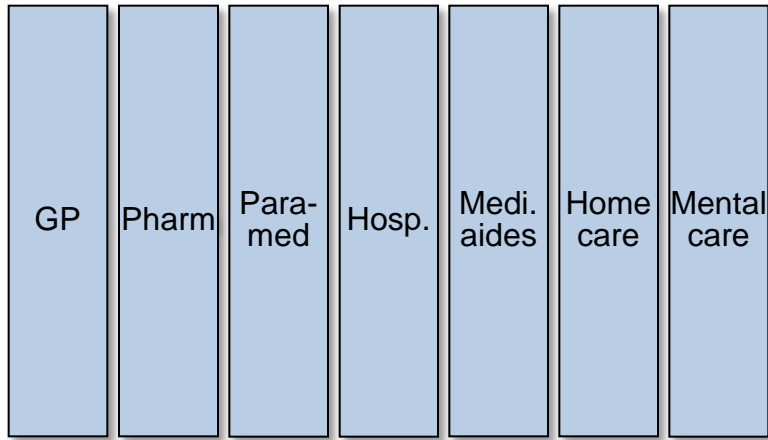 GP
Pharm
Para-
med
Hosp.
Medi.
aides
Home
care
Mental
care